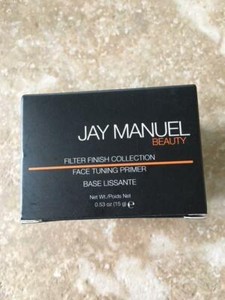 JAY MANUEL
BEAUTY
FILTER FINISH COLLECTION
FACE TUNING PRIMER
BASE LISSANTE
Net Wt./Poids Net
0.53 oz (15 g) ℮